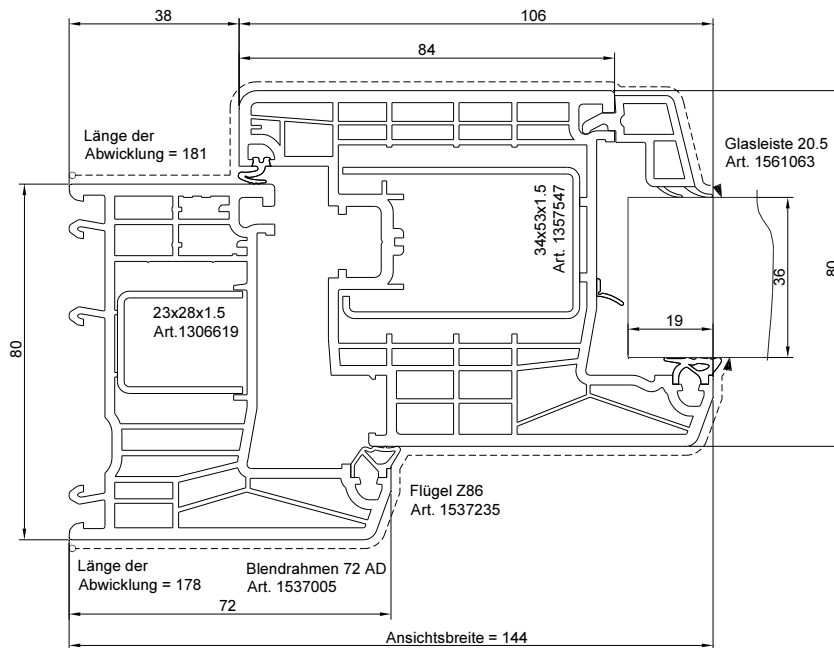 38
106
84
Länge der
Abwicklung = 181
Glasleiste 20.5
Art. 1561063
34x53x1.5
Art. 1357547
36
80
23x28x1.5
Art.1306619
19
80
Flügel Z86
Art. 1537235
Länge der
Abwicklung = 178
Blendrahmen 72 AD
Art. 1537005
72
Ansichtsbreite = 144